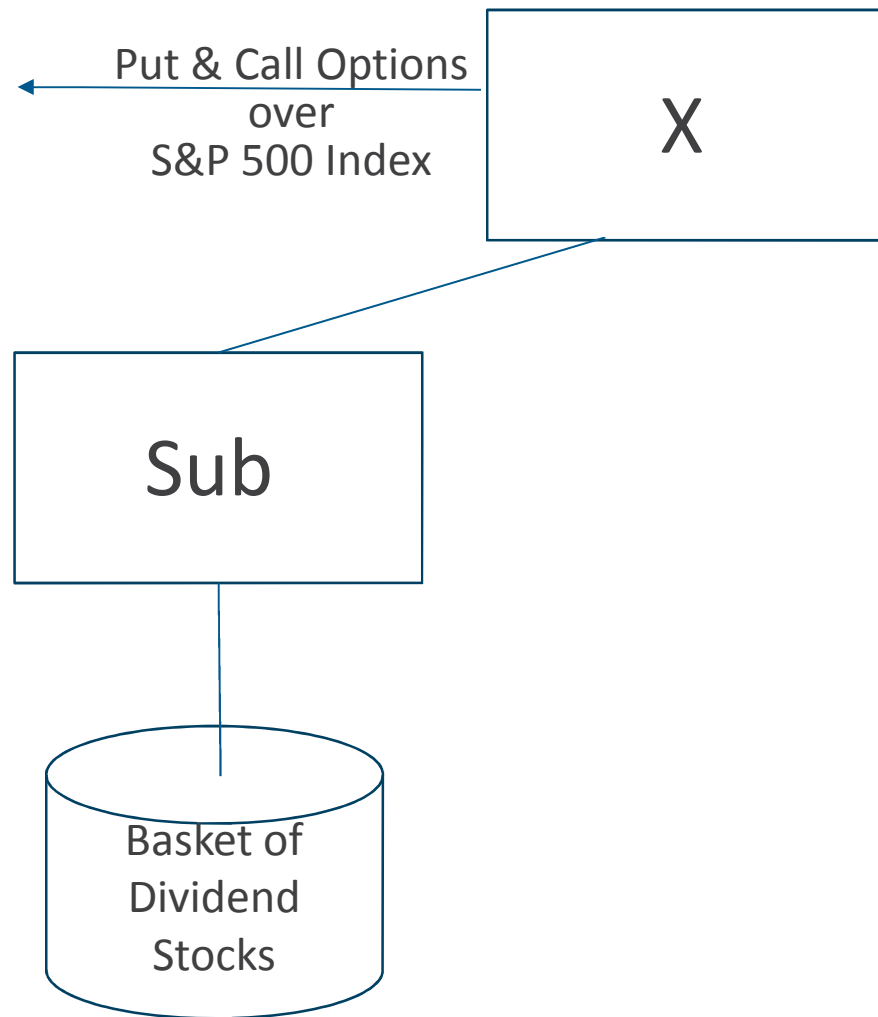 Put & Call Options
over
S&P 500 Index
X
Sub
Basket of
Dividend
Stocks